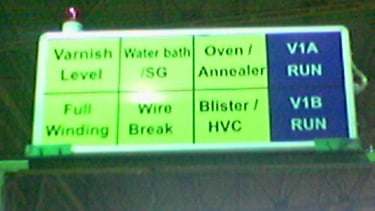 Varnish Level
Water bath /SG
Oven / Annealer
V1A RUN
Full Winding
Wire Break
Blister / HVC
V1B RUN